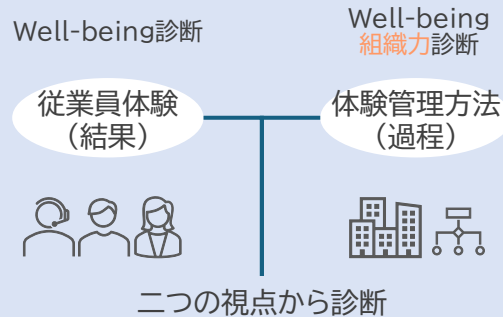 Well-being診断
従業員体験
（結果）
Well-being
組織力診断
体験管理方法
（過程）
二つの視点から診断